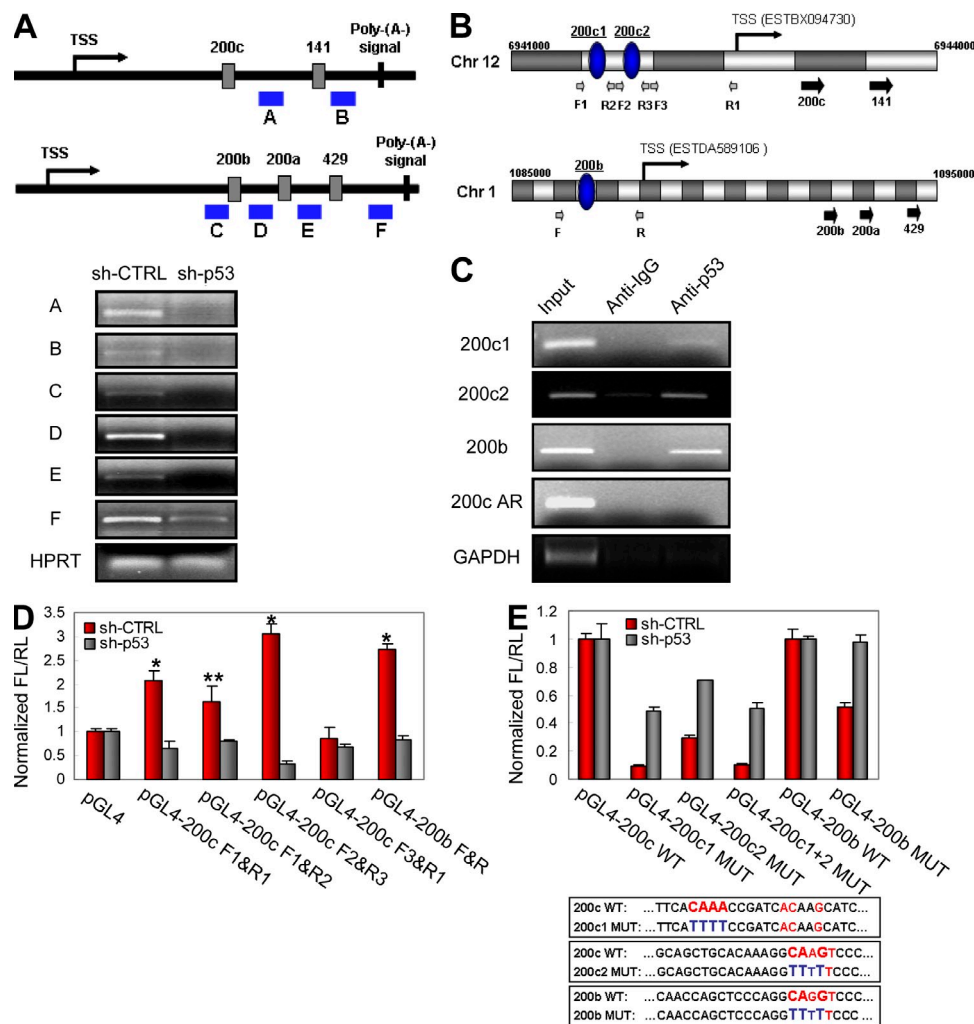 A
TSS
200c
141
Poly-(A-)
signal
A
B
TSS
200b
200a
429
Poly-(A-)
signal
C
D
E
F
sh-CTRL sh-p53
A
B
C
D
E
F
HPRT
B
200c1
200c2
TSS (ESTBX094730)
6941000
6944000
Chr 12
F1
R2 F2
R3 F3
R1
200c
141
200b
TSS (ESTDA589106 )
1085000
1095000
Chr 1
F
R
200b
200a
429
C
Input
Anti-IgG
Anti-p53
200c1
200c2
200b
200c AR
GAPDH
D
Normalized FL/RL
3.5
3
2.5
2
1.5
1
0.5
0
sh-CTRL
sh-p53
*
**
*
*
pGL4
pGL4-200c F1&R1
pGL4-200c F1&R2
pGL4-200c F2&R3
pGL4-200c F3&R1
pGL4-200b F&R
E
Normalized FL/RL
1.2
1
0.8
0.6
0.4
0.2
0
sh-CTRL
sh-p53
pGL4-200c WT
pGL4-200c1 MUT
pGL4-200c2 MUT
pGL4-200c1+2 MUT
pGL4-200b WT
pGL4-200b MUT
200c WT: ...TTCACAAACCGATCACAAGCATC...
200c1 MUT: ...TTCATTTTCCGATCACAAGCATC...
200c WT: ...GCAGCTGCACAAAGGCAAGTCCC...
200c2 MUT: ...GCAGCTGCACAAAGGTTTTTCCC...
200b WT: ...CAACCAGCTCCCAGGCAGGTCCC...
200b MUT: ...CAACCAGCTCCCAGGTTTTTCCC ...